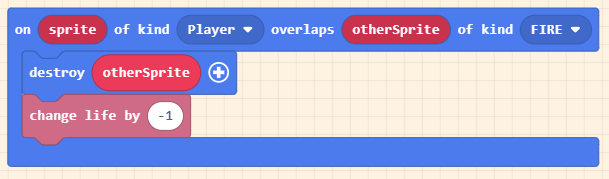 on sprite of kind Player overlaps otherSprite of kind FIRE
destroy otherSprite
change life by -1